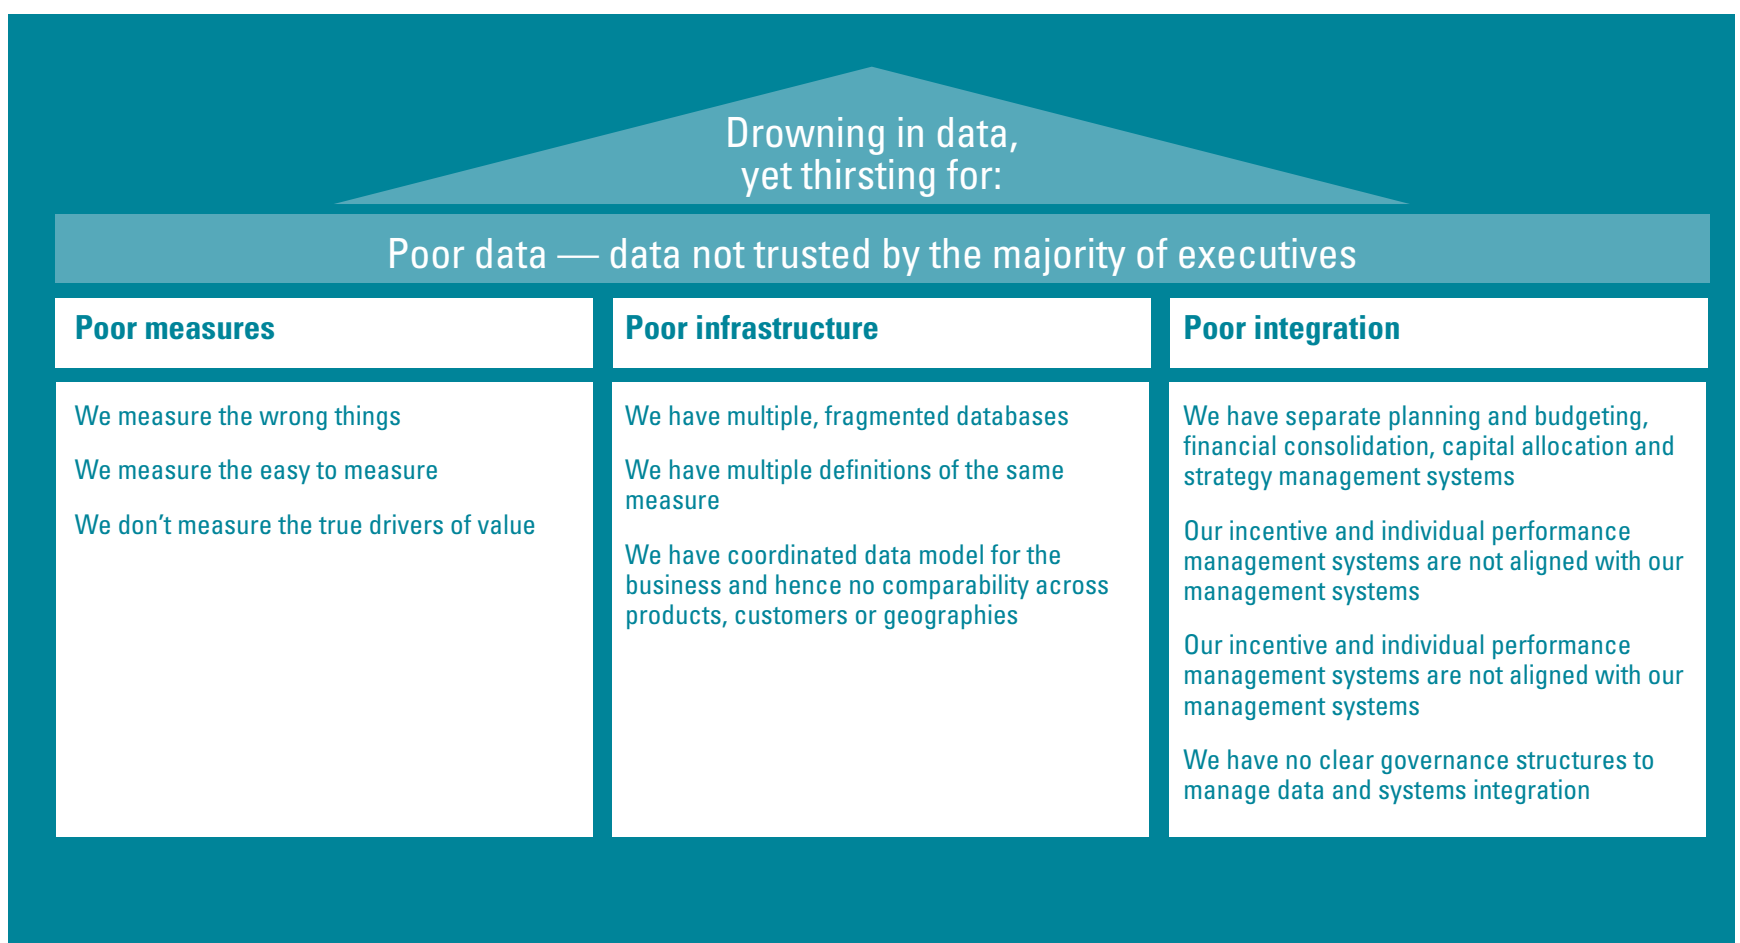 Drowning in data,
yet thirsting for:
Poor data — data not trusted by the majority of executives
Poor measures
We measure the wrong things
We measure the easy to measure
We don’t measure the true drivers of value
Poor infrastructure
We have multiple, fragmented databases
We have multiple definitions of the same
measure
We have coordinated data model for the
business and hence no comparability across
products, customers or geographies
Poor integration
We have separate planning and budgeting,
financial consolidation, capital allocation and
strategy management systems
Our incentive and individual performance
management systems are not aligned with our
management systems
Our incentive and individual performance
management systems are not aligned with our
management systems
We have no clear governance structures to
manage data and systems integration